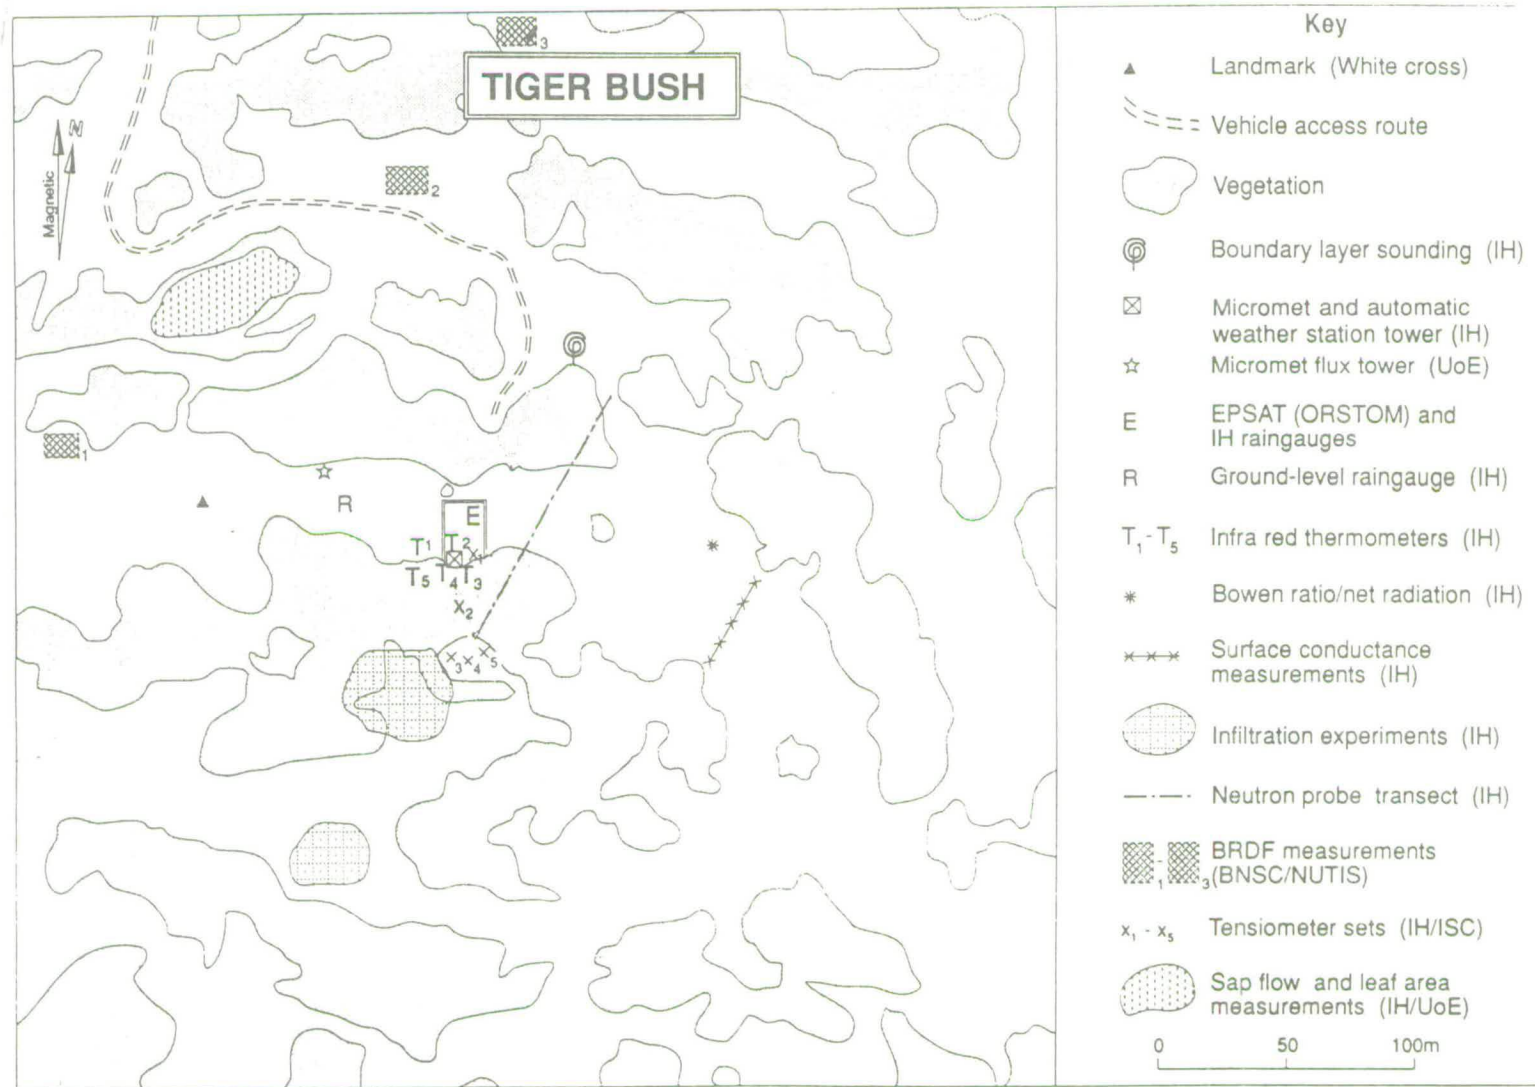 3
TIGER BUSH
N
Magnetic
2
1
R
E
T1 T2 x1
T5 T4 T3
x2
x3 x4 x5
Key
Landmark (White cross)
Vehicle access route
Vegetation
Boundary layer sounding (IH)
Micromet and automatic
weather station tower (IH)
Micromet flux tower (UoE)
E EPSAT (ORSTOM) and
IH raingauges
R Ground-level raingauge (IH)
T1 - T5 Infra red thermometers (IH)
Bowen ratio/net radiation (IH)
Surface conductance
measurements (IH)
Infiltration experiments (IH)
Neutron probe transect (IH)
BRDF measurements
1 - 3 (BNSC/NUTIS)
x1 - x5 Tensiometer sets (IH/ISC)
Sap flow and leaf area
measurements (IH/UoE)
0 50 100m